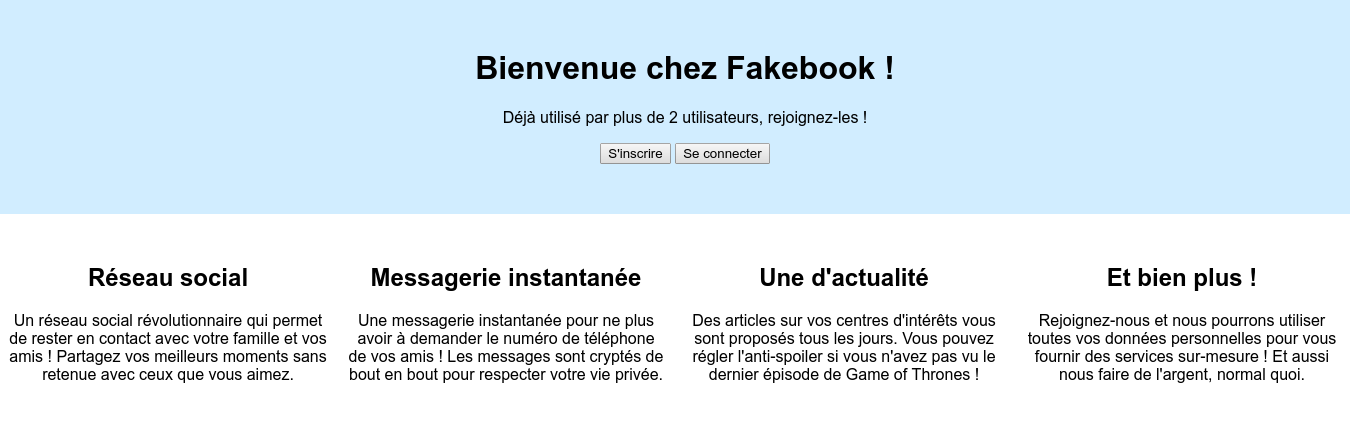 Bienvenue chez Fakebook !
Déjà utilisé par plus de 2 utilisateurs, rejoignez-les !
S'inscrire Se connecter
Réseau social
Un réseau social révolutionnaire qui permet
de rester en contact avec votre famille et vos
amis ! Partagez vos meilleurs moments sans
retenue avec ceux que vous aimez.
Messagerie instantanée
Une messagerie instantanée pour ne plus
avoir à demander le numéro de téléphone
de vos amis ! Les messages sont cryptés de
bout en bout pour respecter votre vie privée.
Une d'actualité
Des articles sur vos centres d'intérêts vous
sont proposés tous les jours. Vous pouvez
régler l'anti-spoiler si vous n'avez pas vu le
dernier épisode de Game of Thrones !
Et bien plus !
Rejoignez-nous et nous pourrons utiliser
toutes vos données personnelles pour vous
fournir des services sur-mesure ! Et aussi
nous faire de l'argent, normal quoi.